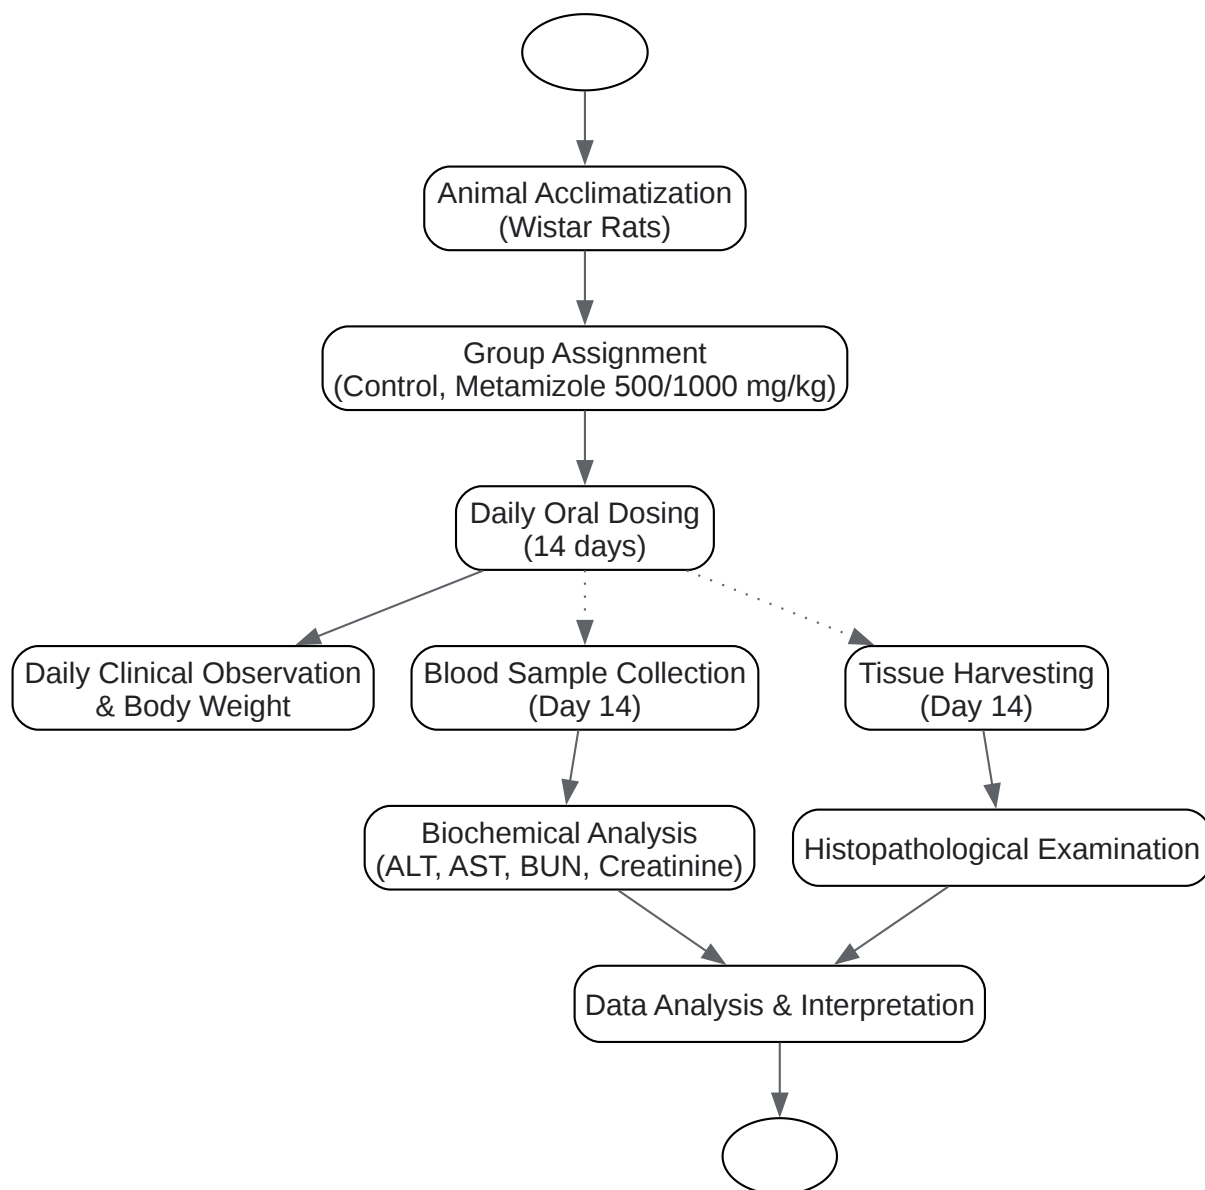 Animal Acclimatization
(Wistar Rats)
Group Assignment
(Control, Metamizole 500/1000 mg/kg)
Daily Oral Dosing
(14 days)
Daily Clinical Observation
& Body Weight
Blood Sample Collection
(Day 14)
Tissue Harvesting
(Day 14)
Biochemical Analysis
(ALT, AST, BUN, Creatinine)
Histopathological Examination
Data Analysis & Interpretation